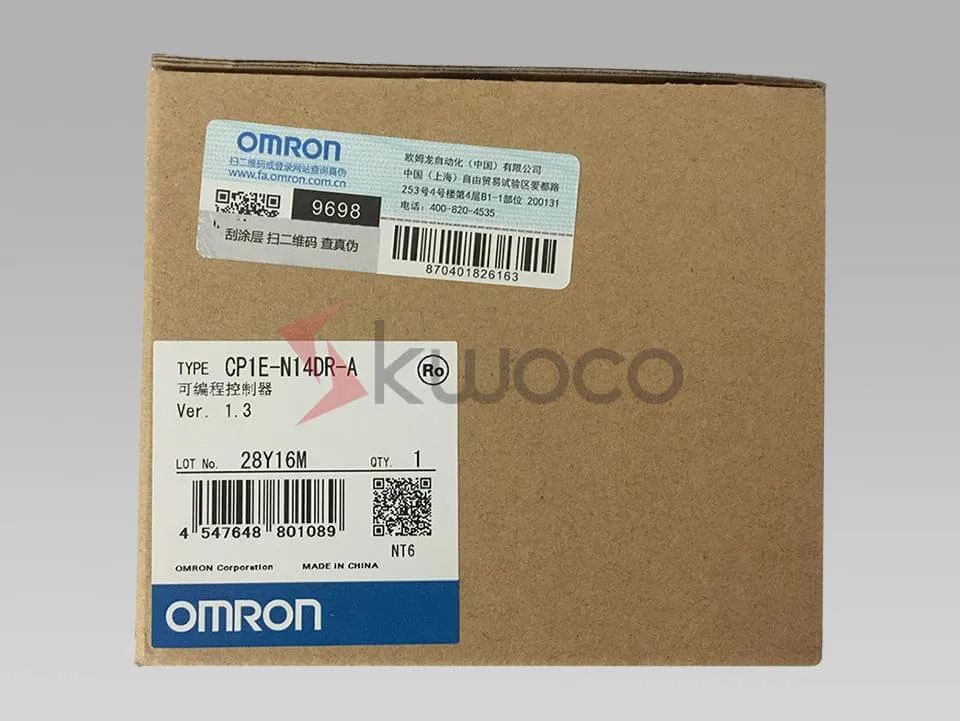 OMRON
扫二维码或登录网站查询真伪
www.fa.omron.com.cn
9698
刮涂层 扫二维码 查真伪
欧姆龙自动化（中国）有限公司
中国（上海）自由贸易试验区爱都路
253号4号楼第4层B1-1部位 200131
电话：400-820-4535
870401826163
kwoco
TYPE CP1E-N14DR-A
Ro
可编程控制器
Ver. 1.3
LOT No. 28Y16M QTY. 1
4 547648 801089
NT6
OMRON Corporation MADE IN CHINA
OMRON